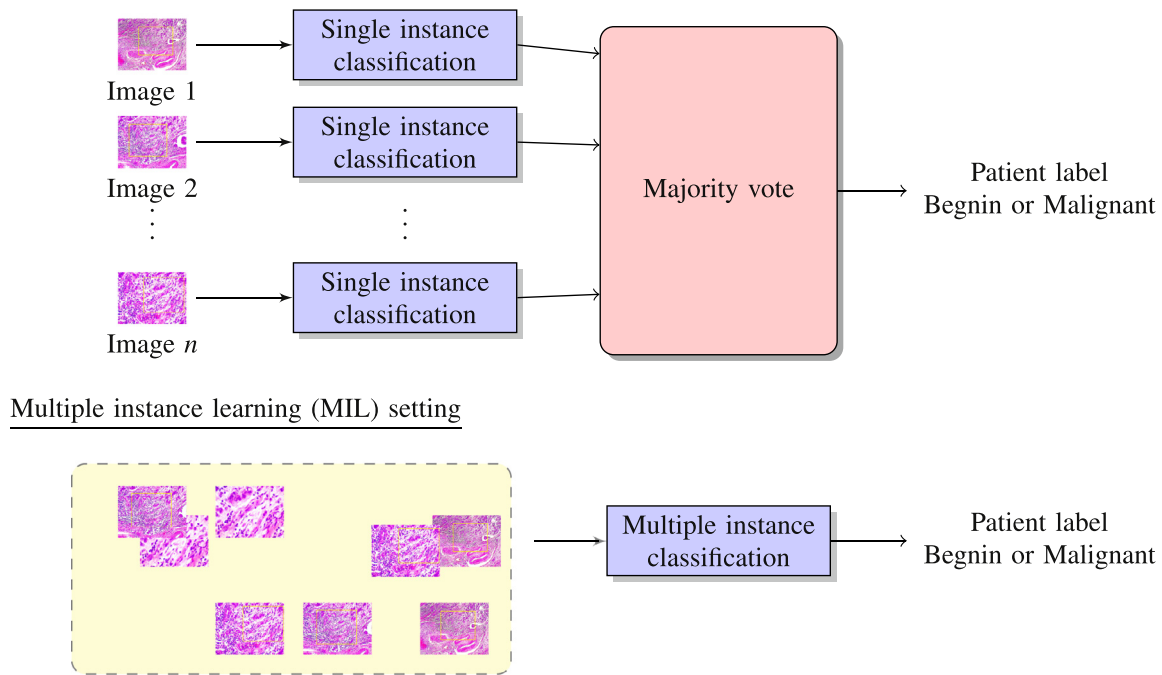 Single instance
classification
Image 1
Single instance
classification
Image 2
Majority vote
Patient label
Begnin or Malignant
Single instance
classification
Image n
Multiple instance learning (MIL) setting
Multiple instance
classification
Patient label
Begnin or Malignant